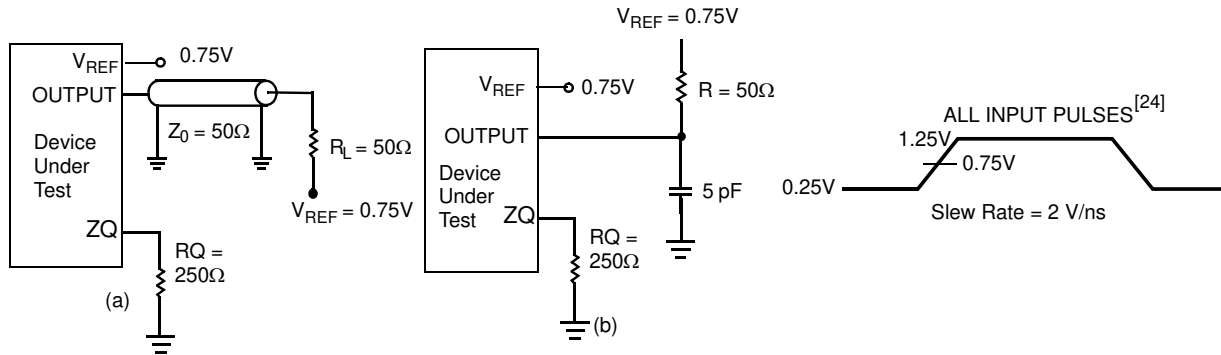 V_REF 0.75V
OUTPUT
Z_0 = 50Ω
Device
Under
Test
R_L = 50Ω
V_REF = 0.75V
ZQ
RQ =
250Ω
(a)
V_REF = 0.75V
V_REF 0.75V
R = 50Ω
OUTPUT
Device
Under
Test
5 pF
ZQ
RQ =
250Ω
(b)
ALL INPUT PULSES[24]
1.25V
0.75V
0.25V
Slew Rate = 2 V/ns